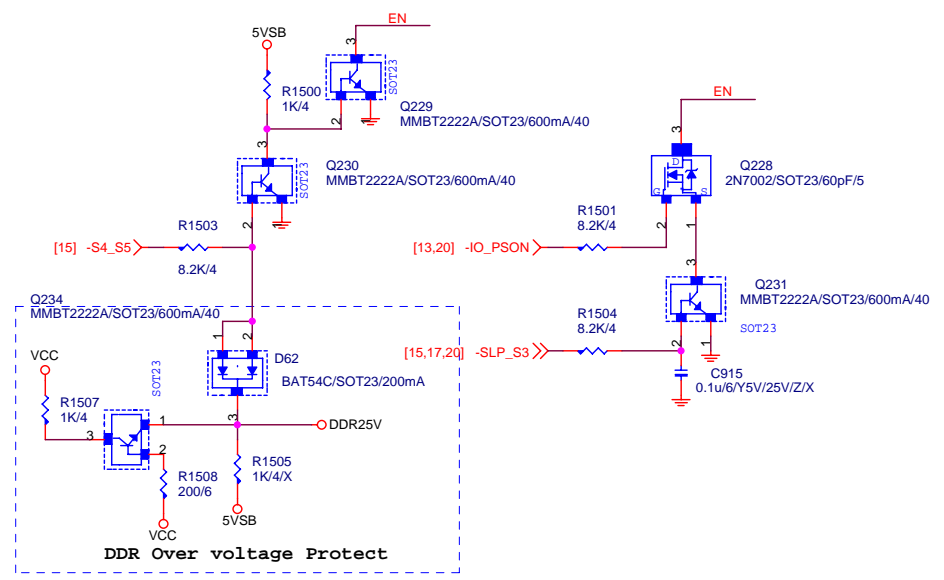 EN
5VSB
3
SOT23
R1500
1K/4
Q229
MMBT2222A/SOT23/600mA/40
2
1
3
Q230
MMBT2222A/SOT23/600mA/40
SOT23
2
1
R1503
[15] -S4_S5
8.2K/4
EN
3
D
G
S
Q228
2N7002/SOT23/60pF/5
R1501
8.2K/4
2
1
[13,20] -IO_PSON
3
Q231
MMBT2222A/SOT23/600mA/40
R1504
8.2K/4
SOT23
[15,17,20] -SLP_S3
2
1
C915
0.1u/6/Y5V/25V/Z/X
Q234
MMBT2222A/SOT23/600mA/40
1
2
VCC
SOT23
D62
BAT54C/SOT23/200mA
R1507
1K/4
3
1
3
DDR25V
2
R1508
200/6
R1505
1K/4/X
5VSB
VCC
DDR Over voltage Protect